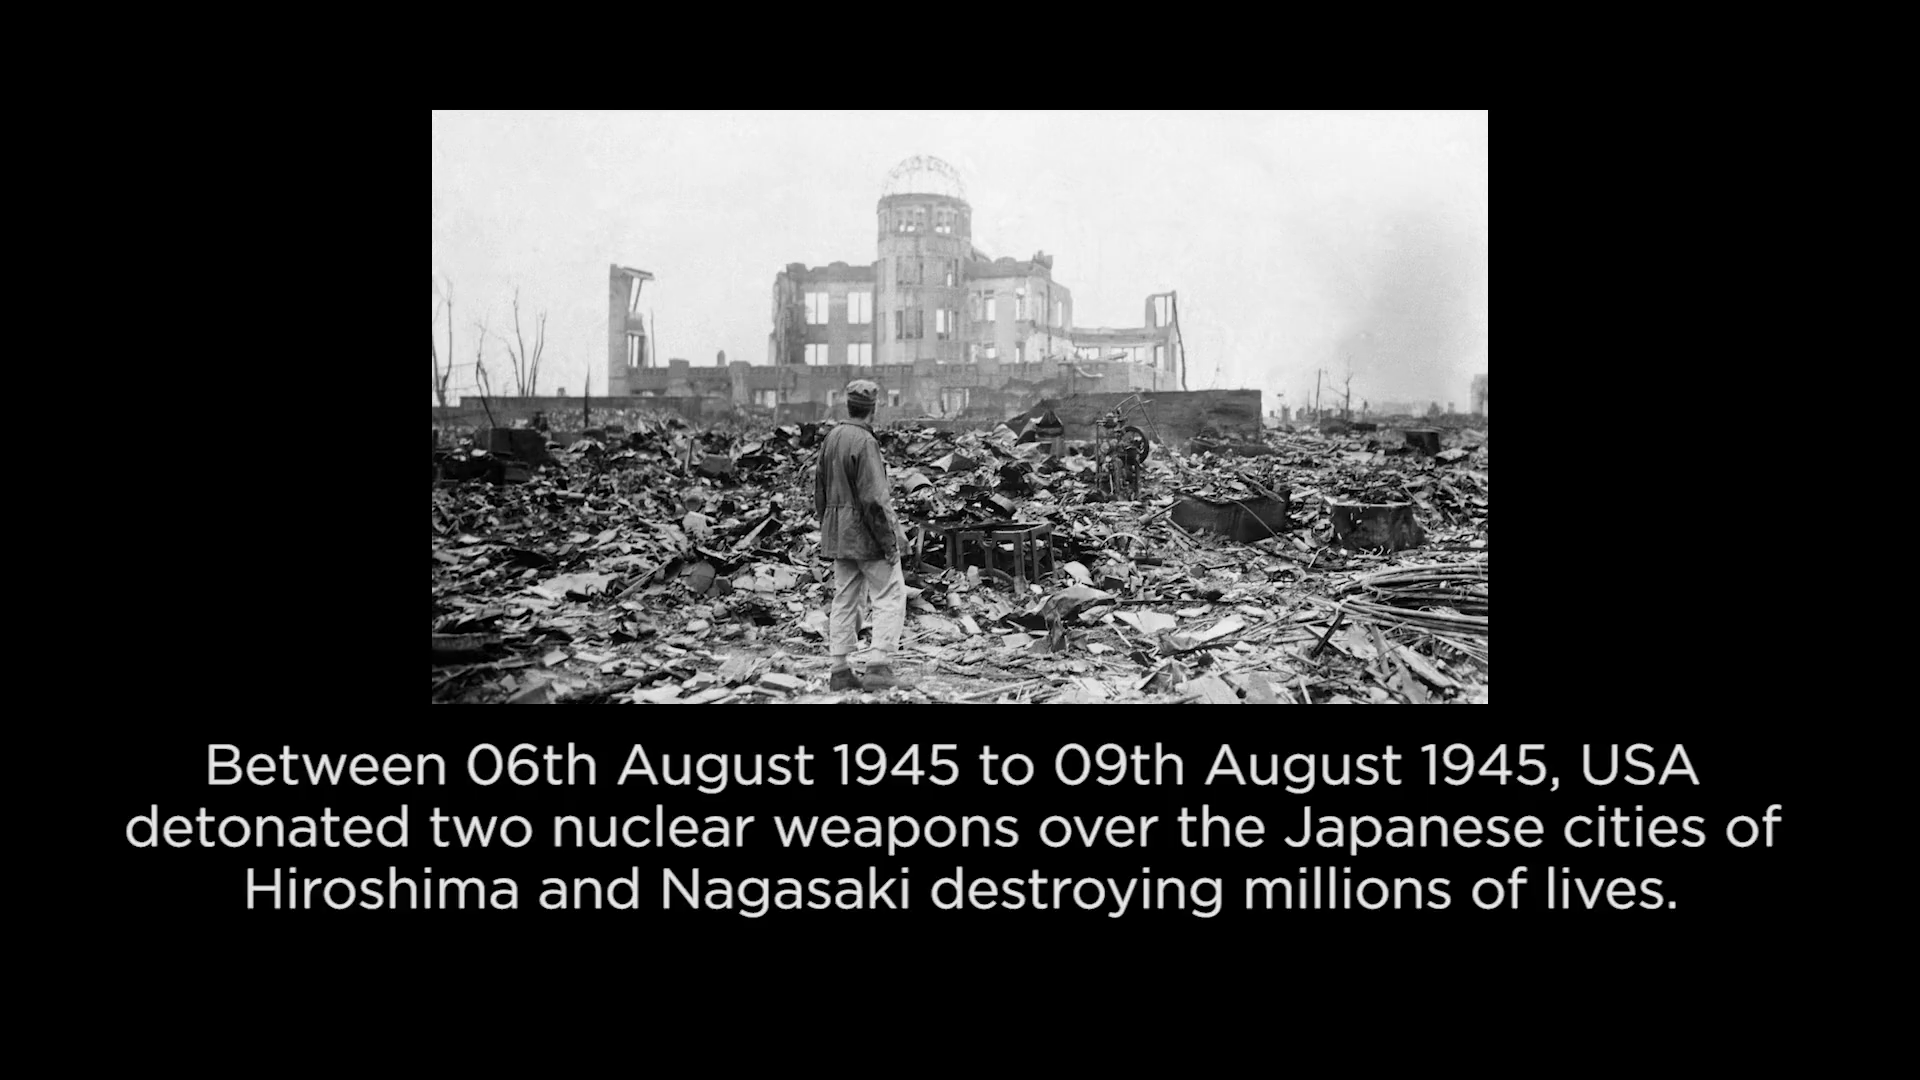 Between 06th August 1945 to 09th August 1945, USA
detonated two nuclear weapons over the Japanese cities of
Hiroshima and Nagasaki destroying millions of lives.